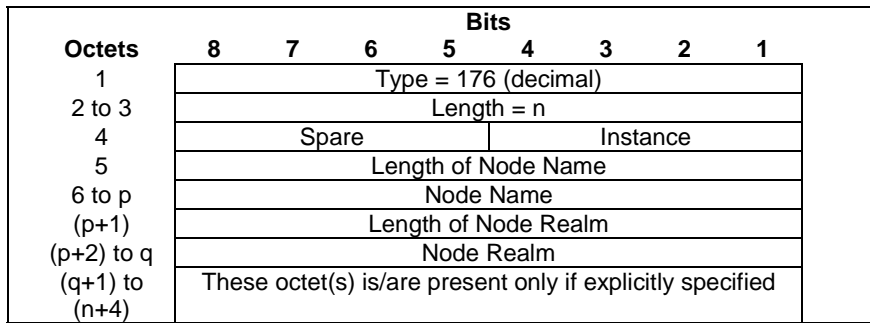 Bits
Octets 8 7 6 5 4 3 2 1
1 Type = 176 (decimal)
2 to 3 Length = n
4 Spare Instance
5 Length of Node Name
6 to p Node Name
(p+1) Length of Node Realm
(p+2) to q Node Realm
(q+1) to These octet(s) is/are present only if explicitly specified
(n+4)